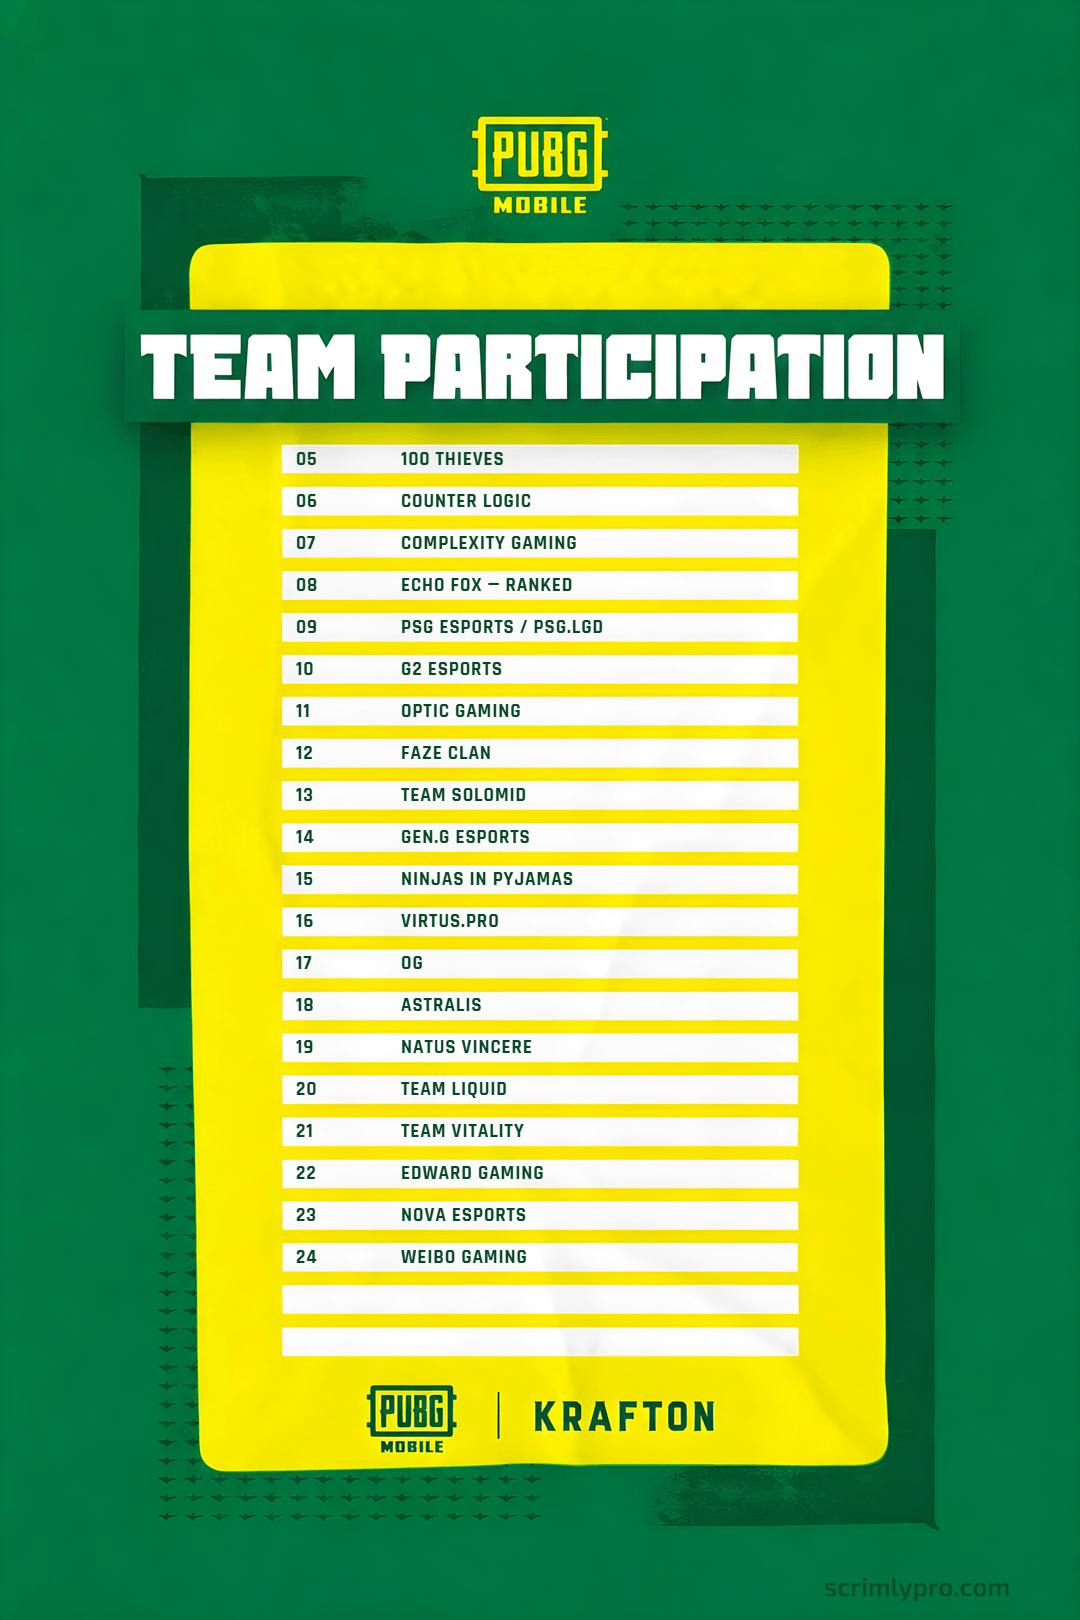 PUBG
MOBILE
TEAM PARTICIPATION
05 100 THIEVES
06 COUNTER LOGIC
07 COMPLEXITY GAMING
08 ECHO FOX – RANKED
09 PSG ESPORTS / PSG.LGD
10 G2 ESPORTS
11 OPTIC GAMING
12 FAZE CLAN
13 TEAM SOLOMID
14 GEN.G ESPORTS
15 NINJAS IN PYJAMAS
16 VIRTUS.PRO
17 OG
18 ASTRALIS
19 NATUS VINCERE
20 TEAM LIQUID
21 TEAM VITALITY
22 EDWARD GAMING
23 NOVA ESPORTS
24 WEIBO GAMING
PUBG
MOBILE
KRAFTON
scrimlypro.com